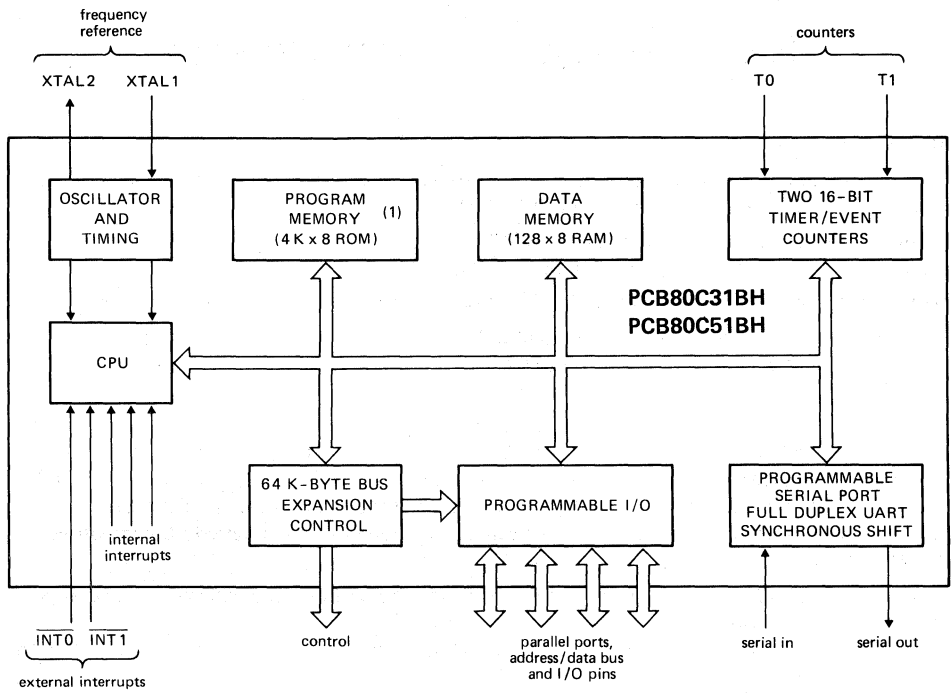 frequency
reference
XTAL2 XTAL1
counters
T0 T1
OSCILLATOR
AND
TIMING
PROGRAM
MEMORY (1)
(4 K x 8 ROM)
DATA
MEMORY
(128 x 8 RAM)
TWO 16-BIT
TIMER/EVENT
COUNTERS
PCB80C31BH
PCB80C51BH
CPU
64 K-BYTE BUS
EXPANSION
CONTROL
PROGRAMMABLE I/O
PROGRAMMABLE
SERIAL PORT
FULL DUPLEX UART
SYNCHRONOUS SHIFT
internal
interrupts
INT0 INT1
external interrupts
control
parallel ports,
address/data bus
and I/O pins
serial in
serial out